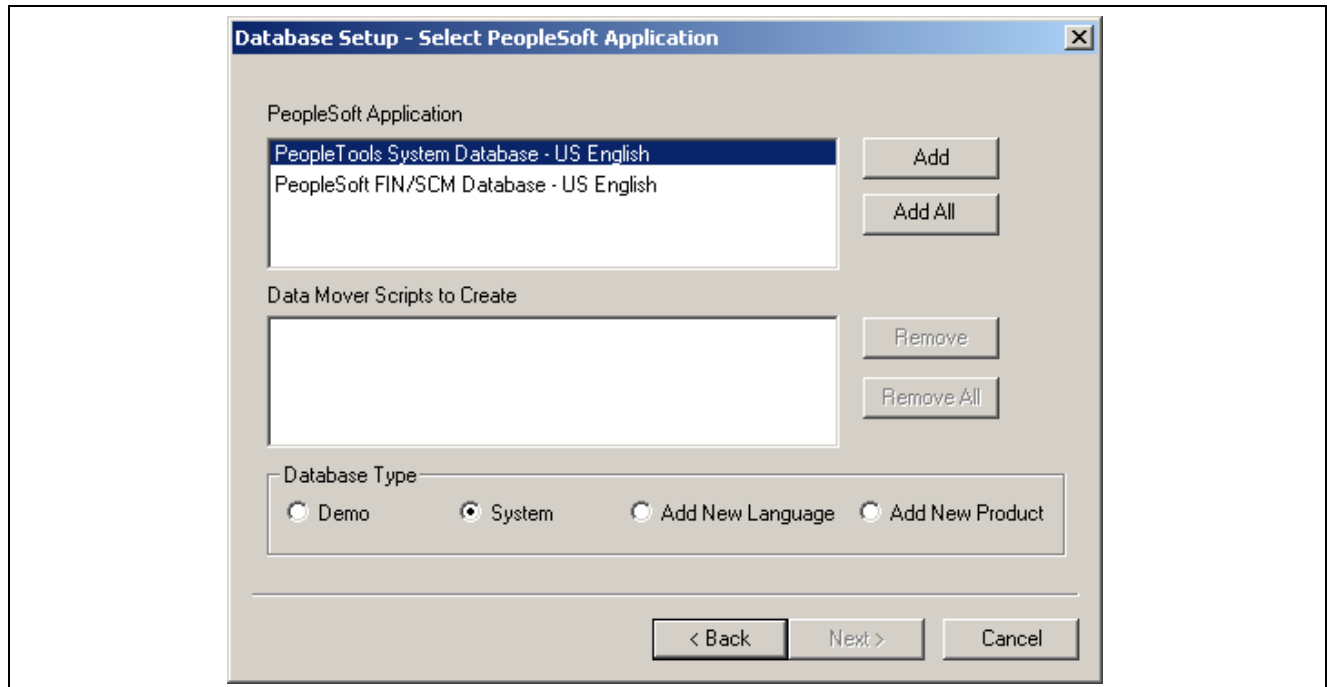 Database Setup - Select PeopleSoft Application
PeopleSoft Application
PeopleTools System Database - US English
PeopleSoft FIN/SCM Database - US English
Add
Add All
Data Mover Scripts to Create
Remove
Remove All
Database Type
Demo System Add New Language Add New Product
< Back Next > Cancel